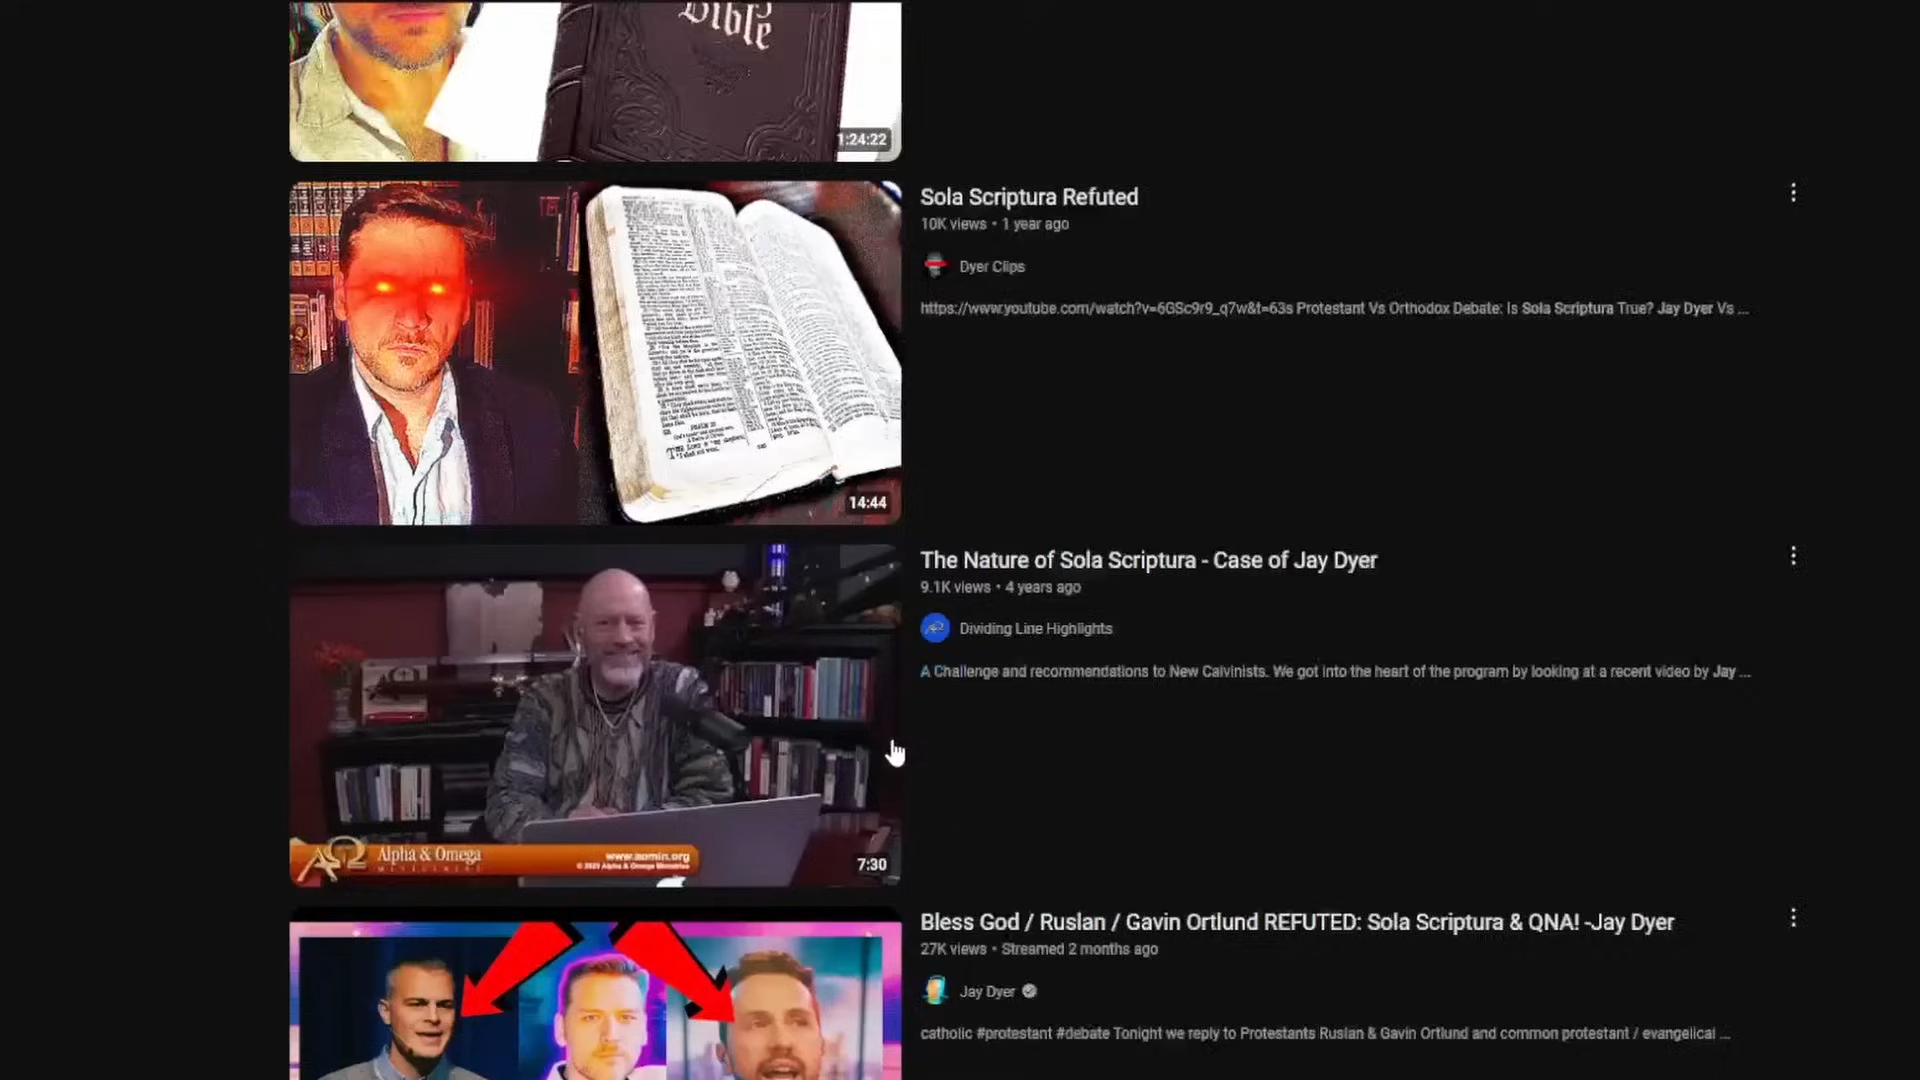 Bible
1:24:22
Sola Scriptura Refuted
10K views • 1 year ago
Dyer Clips
https://www.youtube.com/watch?v=6GSc9r9_q7w&t=63s Protestant Vs Orthodox Debate: Is Sola Scriptura True? Jay Dyer Vs ...
14:44
The Nature of Sola Scriptura - Case of Jay Dyer
9.1K views • 4 years ago
Dividing Line Highlights
A Challenge and recommendations to New Calvinists. We got into the heart of the program by looking at a recent video by Jay ...
Alpha & Omega
MINISTRIES
www.aomin.org
7:30
Bless God / Ruslan / Gavin Ortlund REFUTED: Sola Scriptura & QNA! -Jay Dyer
27K views • Streamed 2 months ago
Jay Dyer
catholic #protestant #debate Tonight we reply to Protestants Ruslan & Gavin Ortlund and common protestant / evangelical ...